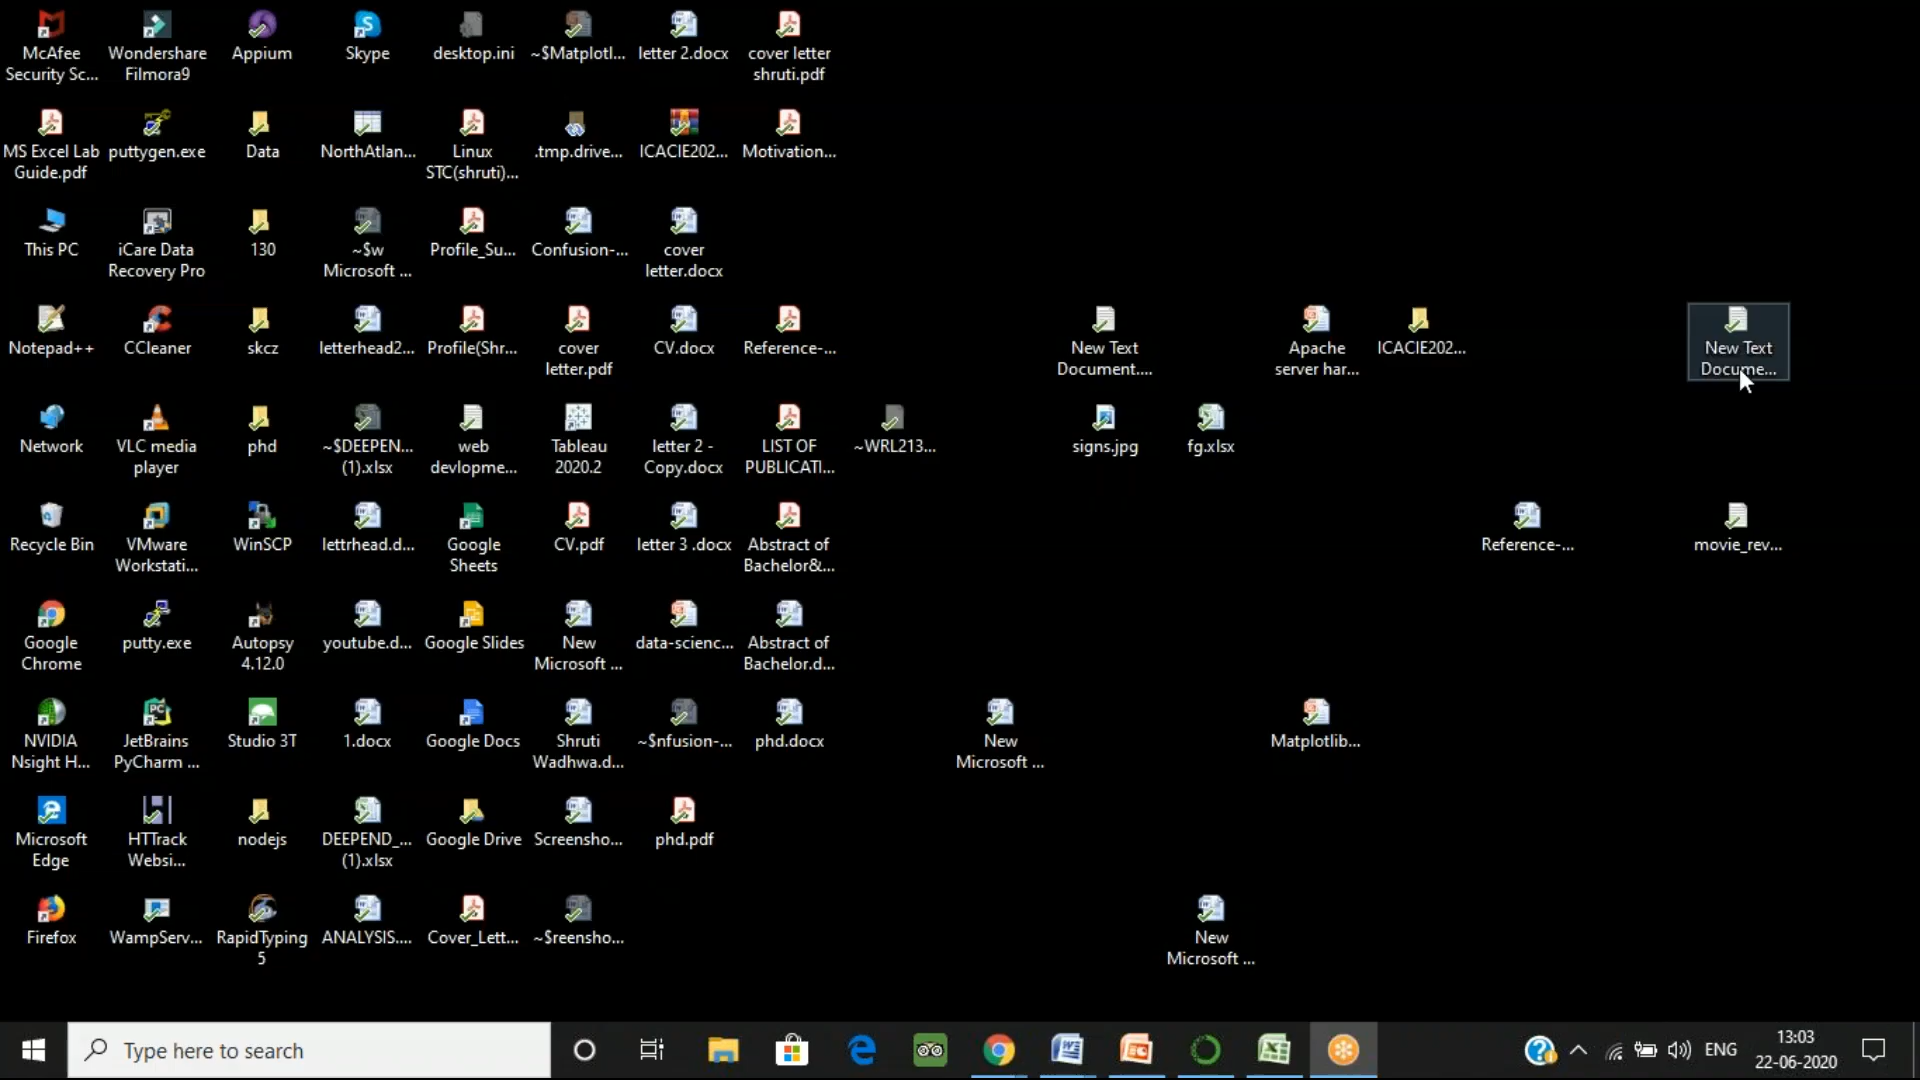 McAfee
Security Sc...
Wondershare
Filmora9
Appium
Skype
desktop.ini
~$Matplotl...
letter 2.docx
cover letter
shruti.pdf
MS Excel Lab
Guide.pdf
puttygen.exe
Data
NorthAtlan...
Linux
STC(shruti)...
.tmp.drive...
ICACIE202...
Motivation...
This PC
iCare Data
Recovery Pro
130
~$w
Microsoft ...
Profile_Su...
Confusion-...
cover
letter.docx
Notepad++
CCleaner
skcz
letterhead2...
Profile(Shr...
cover
letter.pdf
CV.docx
Reference-...
New Text
Document....
Apache
server har...
ICACIE202...
New Text
Docume...
Network
VLC media
player
phd
~$DEEPEN...
(1).xlsx
web
devlopme...
Tableau
2020.2
letter 2 -
Copy.docx
LIST OF
PUBLICATI...
~WRL213...
signs.jpg
fg.xlsx
Recycle Bin
VMware
Workstati...
WinSCP
lettrhead.d...
Google
Sheets
CV.pdf
letter 3 .docx
Abstract of
Bachelor&...
Reference-...
movie_rev...
Google
Chrome
putty.exe
Autopsy
4.12.0
youtube.d...
Google Slides
New
Microsoft ...
data-scienc...
Abstract of
Bachelor.d...
NVIDIA
Nsight H...
JetBrains
PyCharm ...
Studio 3T
1.docx
Google Docs
Shruti
Wadhwa.d...
~$nfusion-...
phd.docx
New
Microsoft ...
Matplotlib...
Microsoft
Edge
HTTrack
Websi...
nodejs
DEEPEND_...
(1).xlsx
Google Drive
Screensho...
phd.pdf
Firefox
WampServ...
RapidTyping
5
ANALYSIS....
Cover_Lett...
~$reensho...
New
Microsoft ...
Type here to search
ENG
13:03
22-06-2020